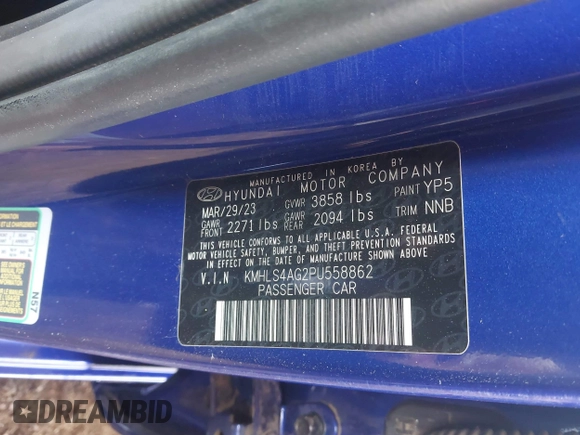 MANUFACTURED IN KOREA BY
HYUNDAI MOTOR COMPANY
MAR/29/23 GVWR 3858 lbs PAINT YP5
GAWR FRONT 2271 lbs GAWR REAR 2094 lbs TRIM NNB
THIS VEHICLE CONFORMS TO ALL APPLICABLE U.S.A. FEDERAL
MOTOR VEHICLE SAFETY, BUMPER, AND THEFT PREVENTION STANDARDS
IN EFFECT ON THE DATE OF MANUFACTURE SHOWN ABOVE
V.I.N KMHLS4AG2PU558862
PASSENGER CAR
N57
DREAMBID